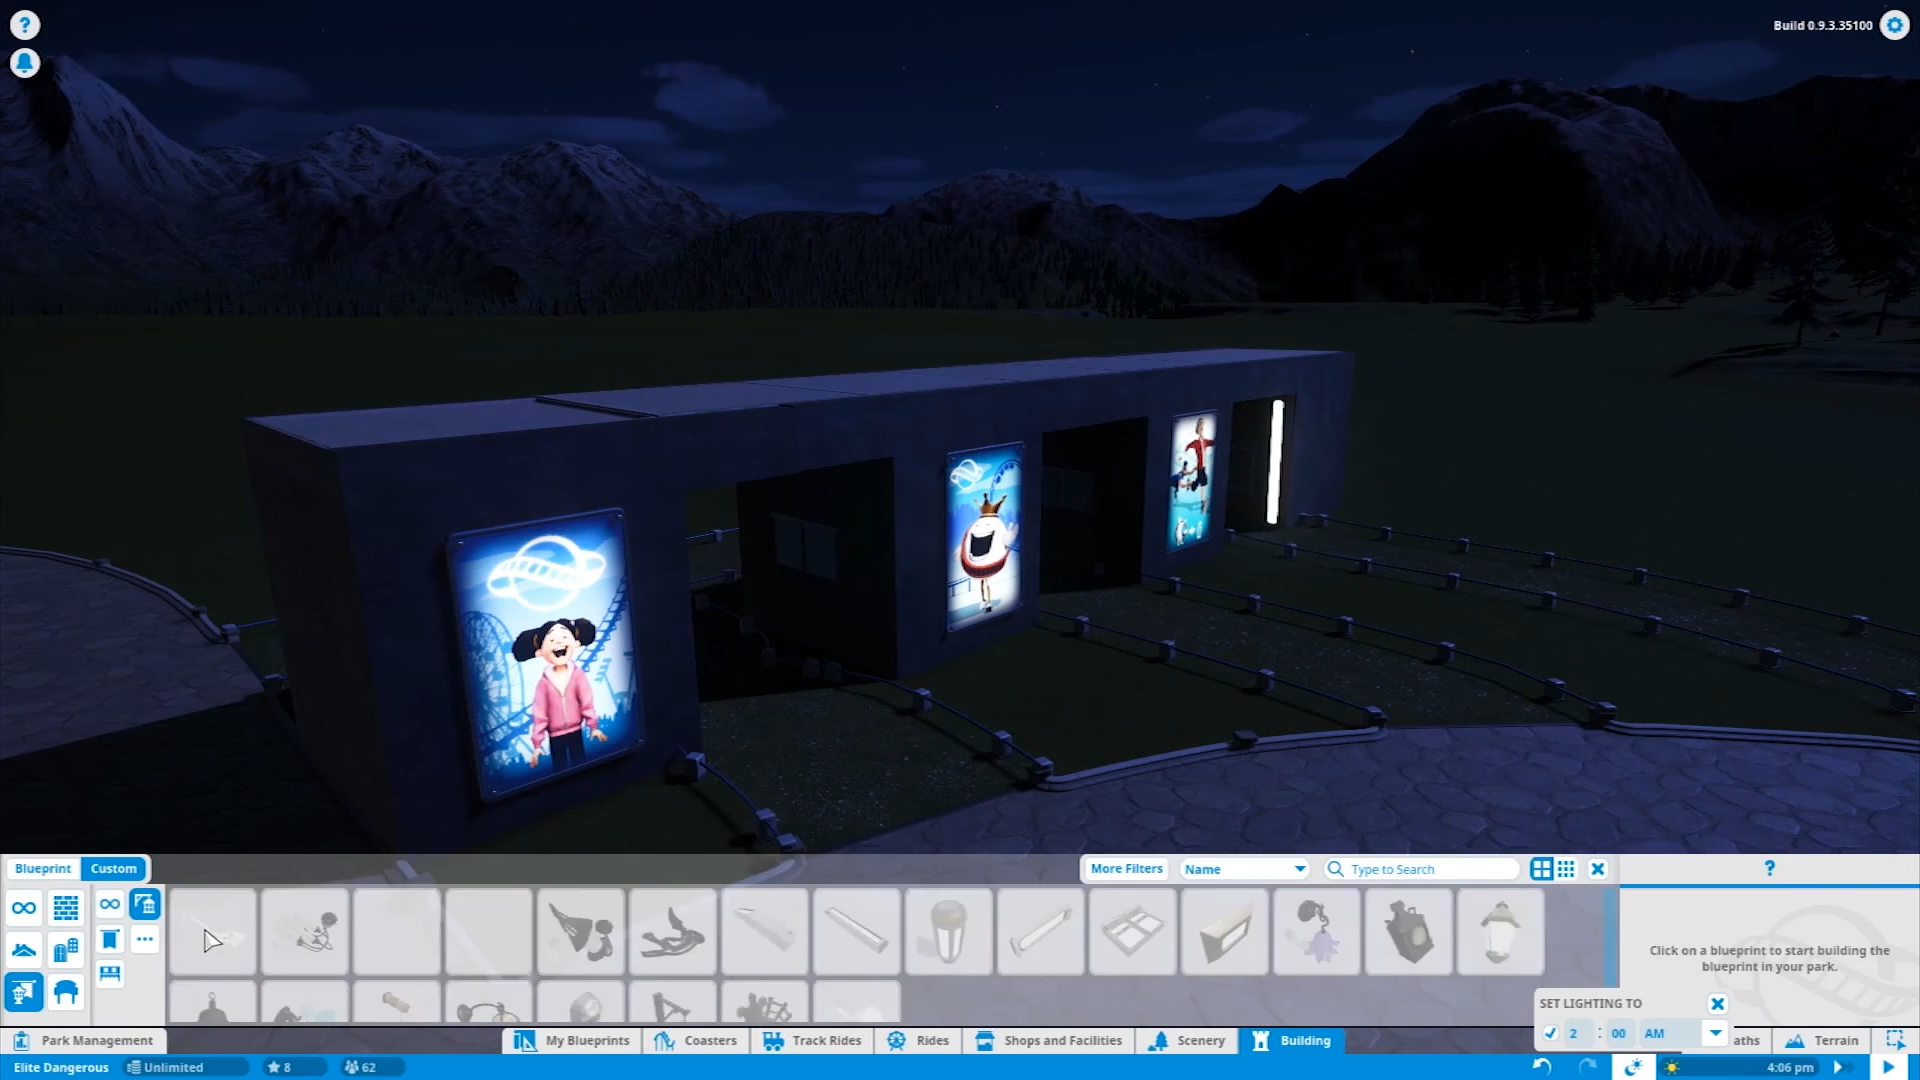 ?
Build 0.9.3.35100
Blueprint
Custom
More Filters
Name
Type to Search
?
Click on a blueprint to start building the
blueprint in your park.
SET LIGHTING TO
2 : 00 AM
Park Management
My Blueprints
Coasters
Track Rides
Rides
Shops and Facilities
Scenery
Building
aths
Terrain
Elite Dangerous
Unlimited
8
62
4:06 pm